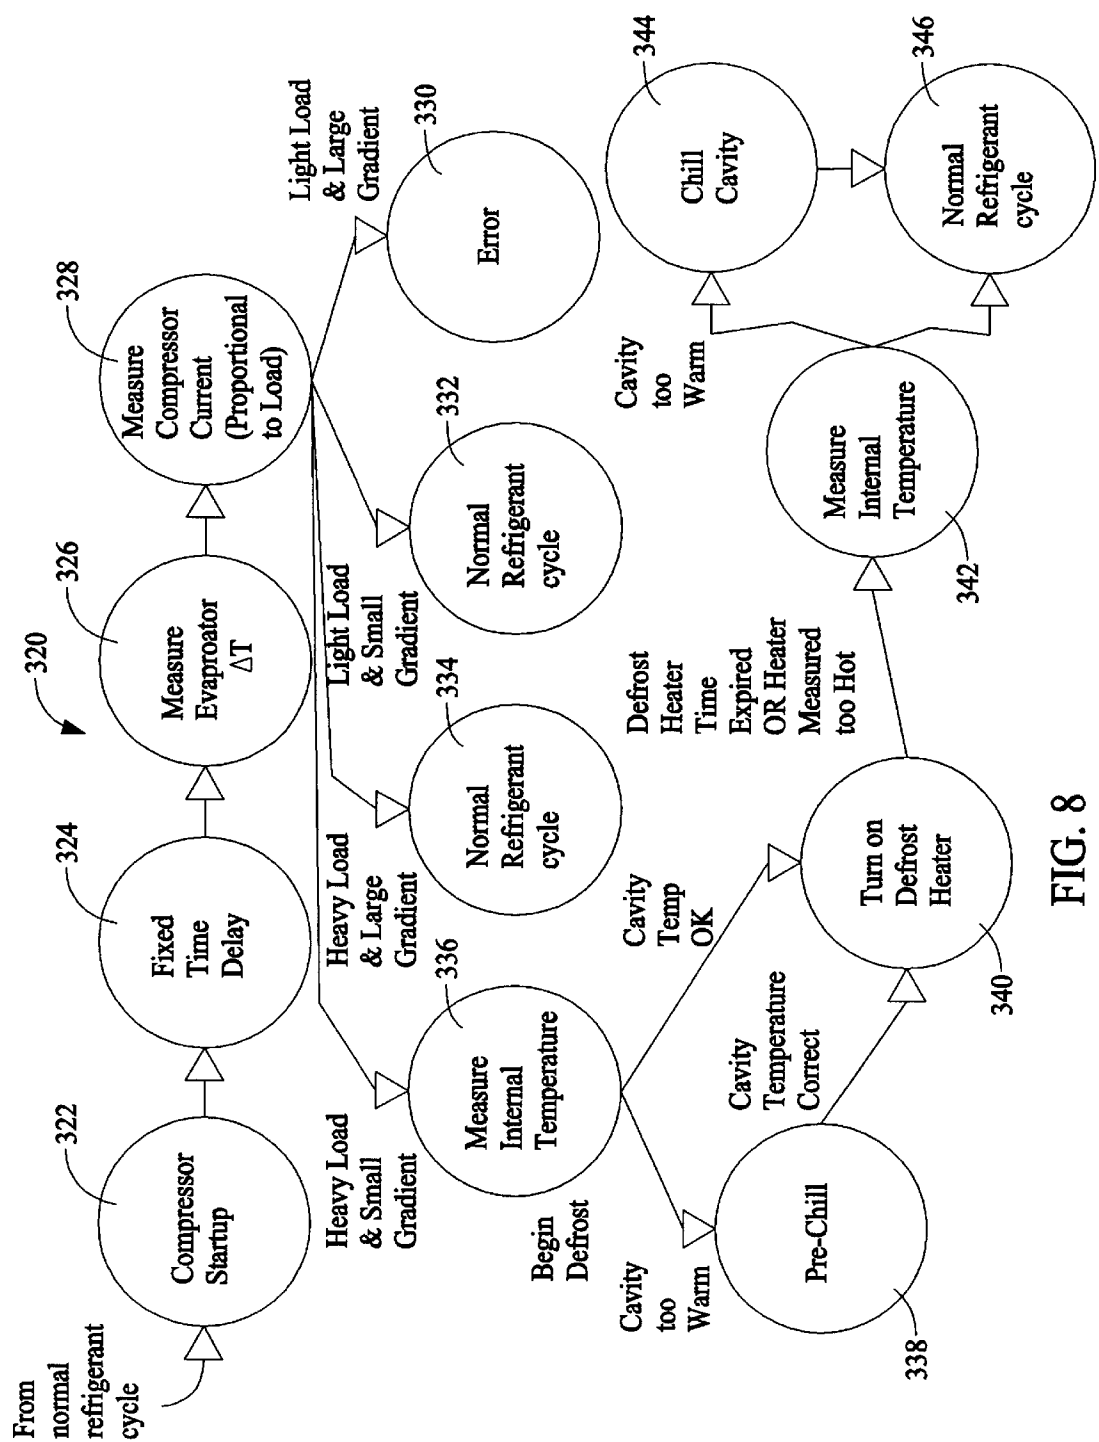 From
normal
refrigerant
cycle
320
322
Compressor
Startup
324
Fixed
Time
Delay
326
Measure
Evaproator
ΔT
328
Measure
Compressor
Current
(Proportional
to Load)
Heavy Load
& Small
Gradient
Heavy Load
& Large
Gradient
Light Load
& Small
Gradient
Light Load
& Large
Gradient
336
Measure
Internal
Temperature
334
Normal
Refrigerant
cycle
332
Normal
Refrigerant
cycle
330
Error
Begin
Defrost
Cavity
too
Warm
Cavity
Temp
OK
338
Pre-Chill
Cavity
Temperature
Correct
340
Turn on
Defrost
Heater
Defrost
Heater
Time
Expired
OR Heater
Measured
too Hot
342
Measure
Internal
Temperature
Cavity
too
Warm
344
Chill
Cavity
346
Normal
Refrigerant
cycle
FIG. 8